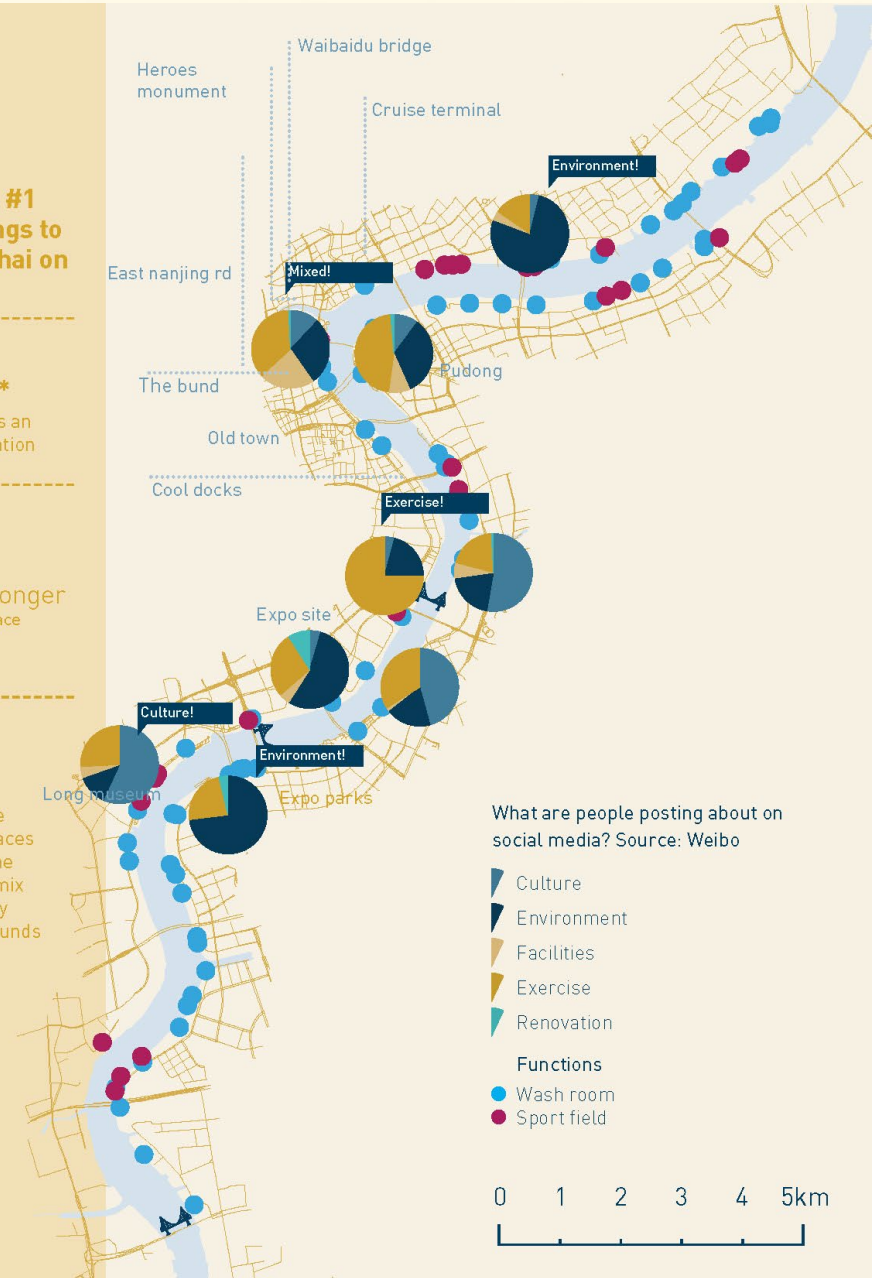 #1
ngs to
hai on
*
s an
ation
onger
ace
e
aces
ne
mix
y
unds
Waibaidu bridge
Heroes
monument
Cruise terminal
Environment!
East nanjing rd
Mixed!
The bund
Pudong
Old town
Cool docks
Exercise!
Expo site
Culture!
Environment!
Long museum
Expo parks
What are people posting about on
social media? Source: Weibo
Culture
Environment
Facilities
Exercise
Renovation
Functions
Wash room
Sport field
0 1 2 3 4 5km